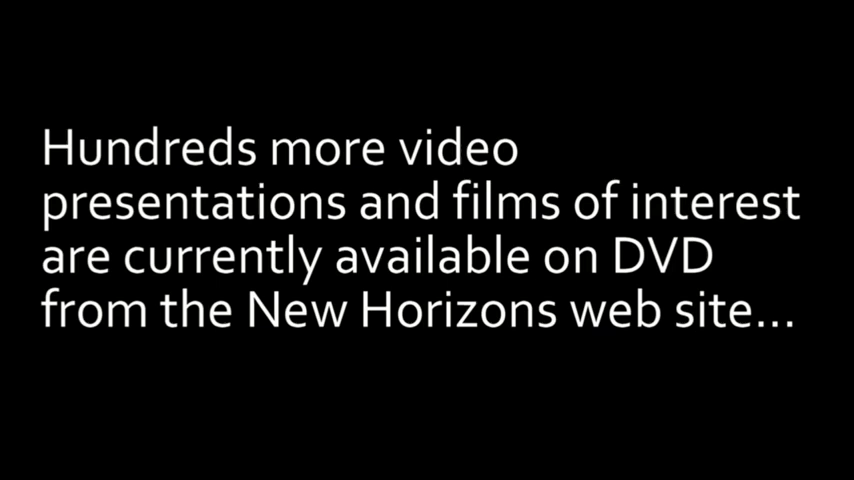 Hundreds more video
presentations and films of interest
are currently available on DVD
from the New Horizons web site...